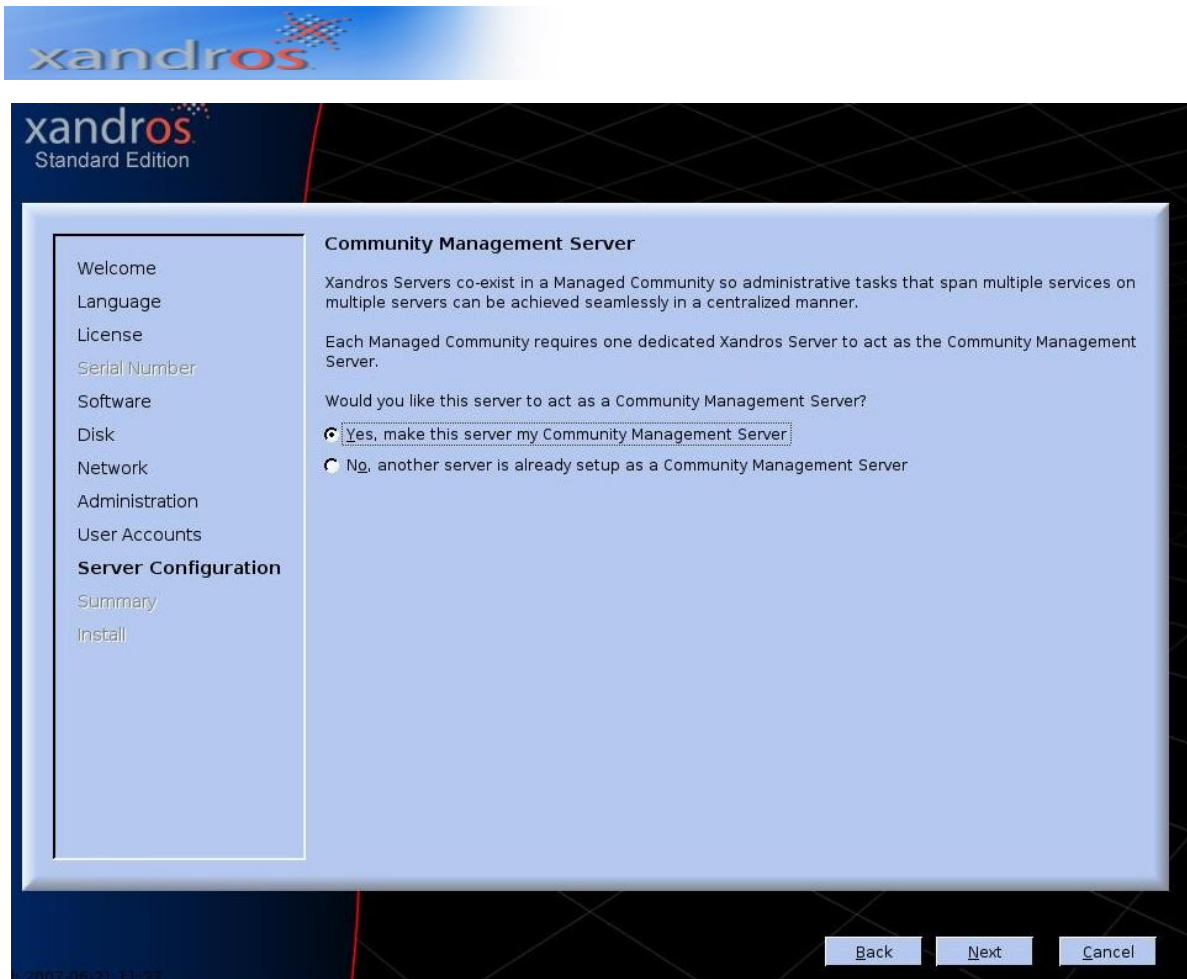 xandros
xandros
Standard Edition
Welcome
Language
License
Serial Number
Software
Disk
Network
Administration
User Accounts
Server Configuration
Summary
Install
Community Management Server
Xandros Servers co-exist in a Managed Community so administrative tasks that span multiple services on
multiple servers can be achieved seamlessly in a centralized manner.
Each Managed Community requires one dedicated Xandros Server to act as the Community Management
Server.
Would you like this server to act as a Community Management Server?
Yes, make this server my Community Management Server
No, another server is already setup as a Community Management Server
Back
Next
Cancel